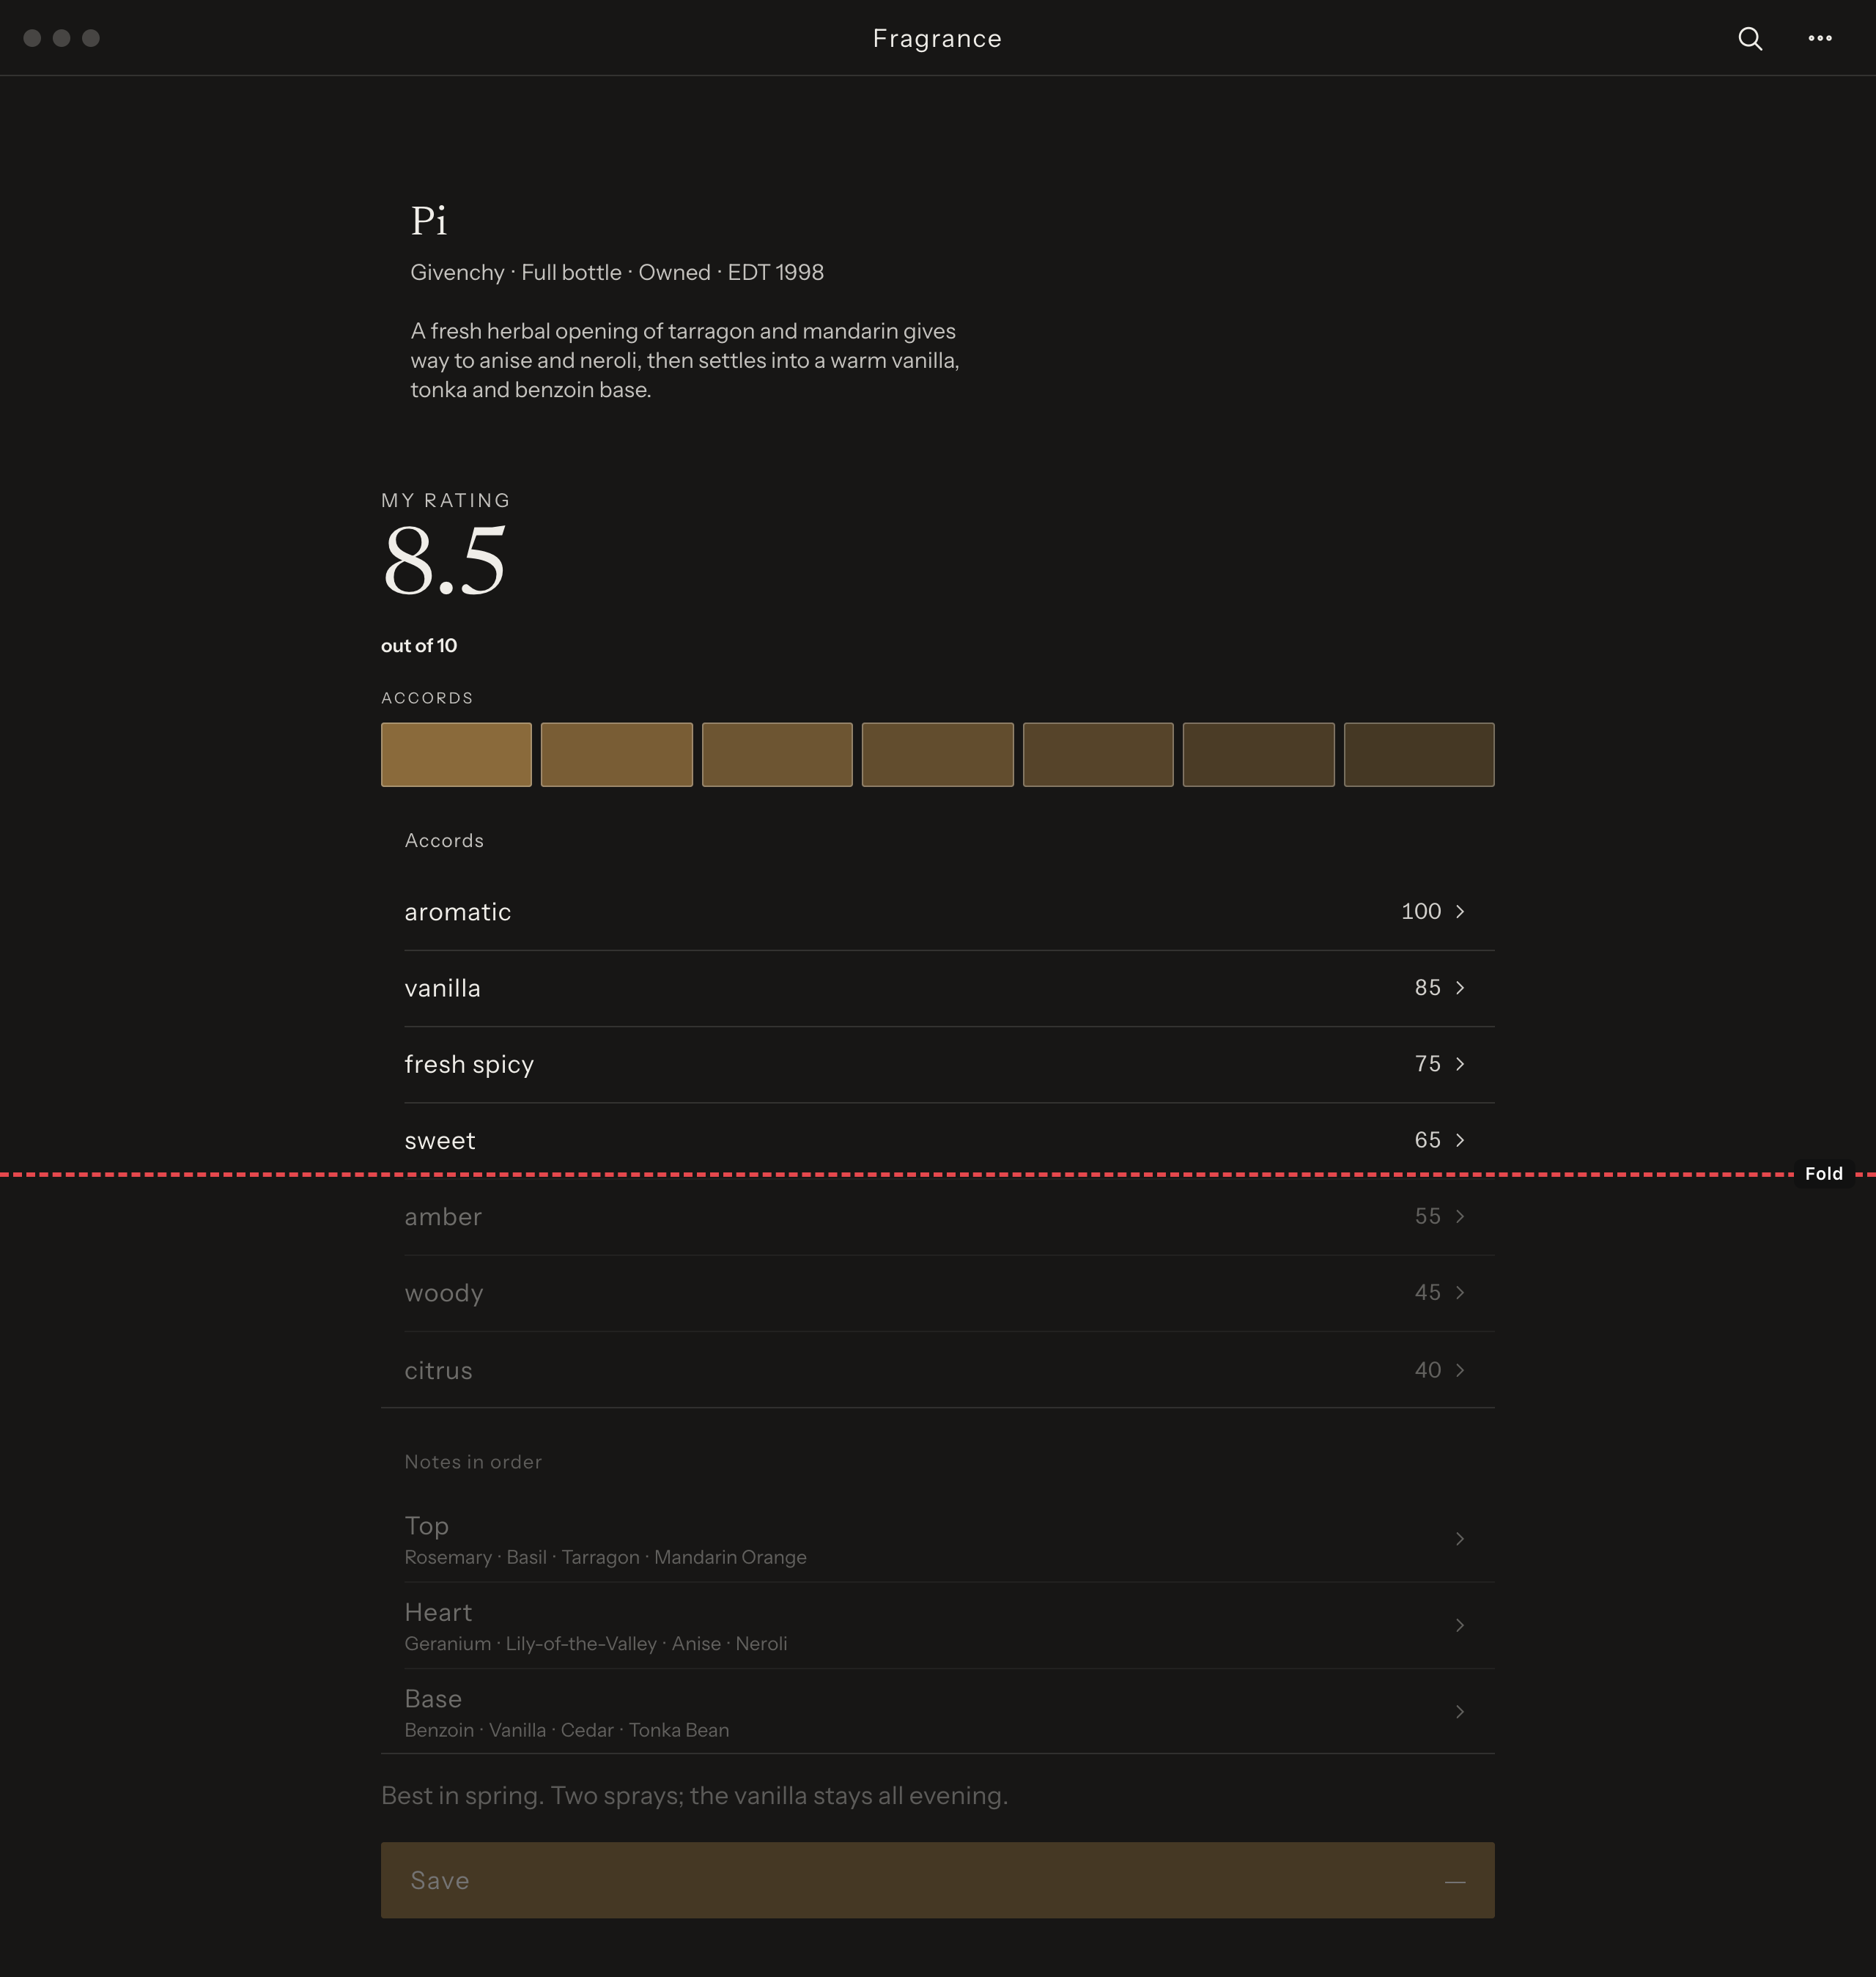 Fragrance
Pi
Givenchy · Full bottle · Owned · EDT 1998
A fresh herbal opening of tarragon and mandarin gives
way to anise and neroli, then settles into a warm vanilla,
tonka and benzoin base.
MY RATING
8.5
out of 10
ACCORDS
Accords
aromatic 100
vanilla 85
fresh spicy 75
sweet 65
Fold
amber 55
woody 45
citrus 40
Notes in order
Top
Rosemary · Basil · Tarragon · Mandarin Orange
Heart
Geranium · Lily-of-the-Valley · Anise · Neroli
Base
Benzoin · Vanilla · Cedar · Tonka Bean
Best in spring. Two sprays; the vanilla stays all evening.
Save —